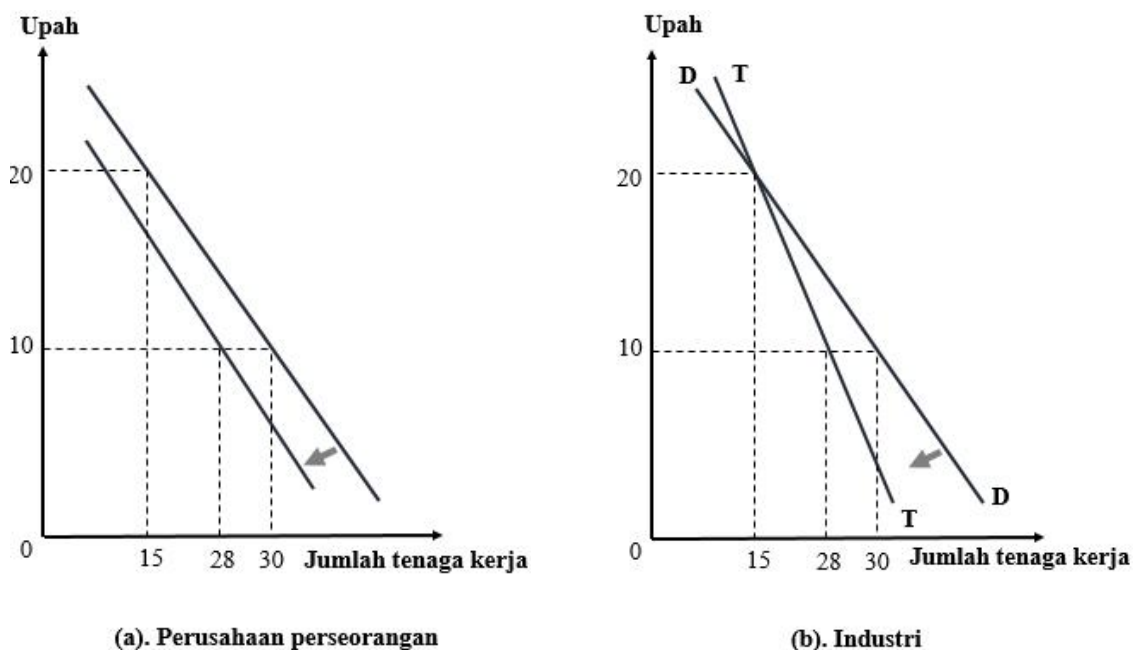 Upah
20
10
0
15
28
30
Jumlah tenaga kerja
(a). Perusahaan perseorangan
Upah
D
T
20
10
D
T
0
15
28
30
Jumlah tenaga kerja
(b). Industri